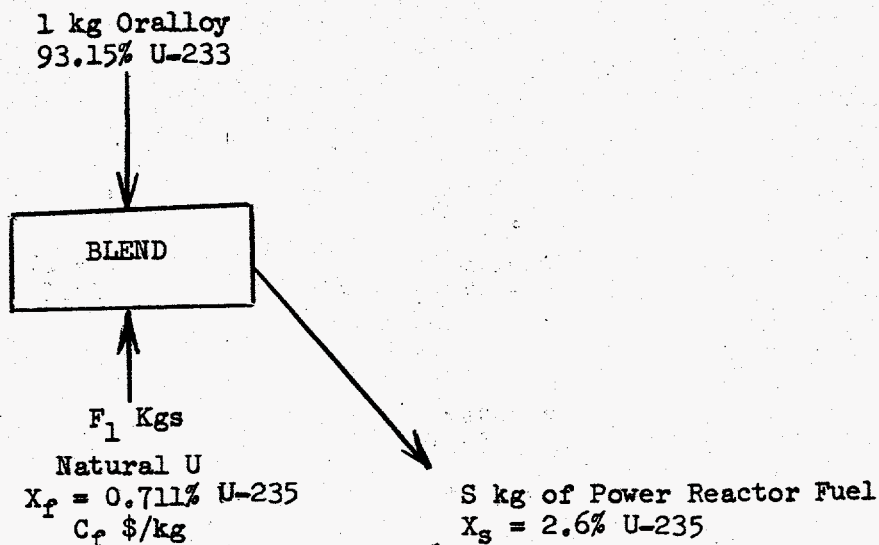 1 kg Oralloy
93.15% U-233
BLEND
F1 Kgs
Natural U
Xf = 0.711% U-235
Cf $/kg
S kg of Power Reactor Fuel
Xs = 2.6% U-235